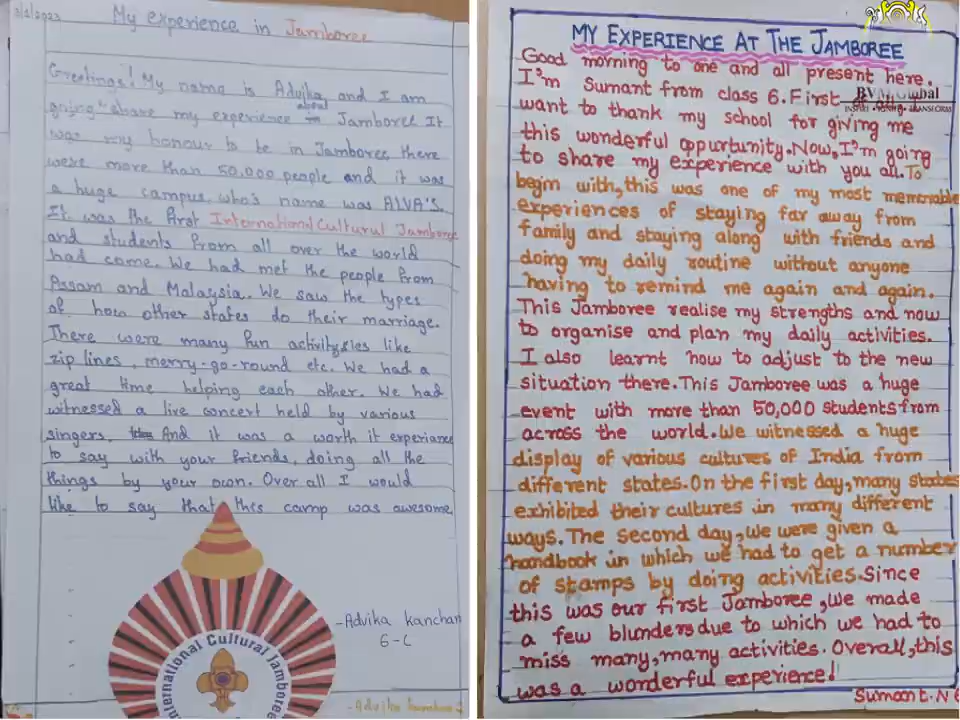 My experience in Jamboree
Greetings! My name is Advika and I am
going to share my experience about Jamboree It
was my honour to be in Jamboree there
were more than 50,000 people and it was
a huge campus who's name was ALVA'S.
It was the first International Cultural Jamboree
and students from all over the world
had come. We had met the people from
Assam and Malaysia. We saw the types
of how other states do their marriage.
There were many fun activities like
zip lines, merry-go-round etc. We had a
great time helping each other. We had
witnessed a live concert held by various
singers. And it was a worth it experiance
to say with your friends, doing all the
things by your own. Over all I would
like to say that this camp was awesome
International Cultural Jamboree
-Advika kanchan
6-C
-Advika kanchan
MY EXPERIENCE AT THE JAMBOREE
Good morning to one and all present here.
I'm Sumant from class 6. First
BVM Global
want to thank my school for giving me
this wonderful oppurtunity. Now, I'm going
to share my experience with you all. To
begin with, this was one of my most memorable
experiences of staying far away from
family and staying along with friends and
doing my daily routine without anyone
having to remind me again and again.
This Jamboree realise my strengths and how
to organise and plan my daily activities.
I also learnt how to adjust to the new
situation there. This Jamboree was a huge
event with more than 50,000 students from
across the world. We witnessed a huge
display of various cultures of India from
different states. On the first day, many states
exhibited their cultures in many different
ways. The second day, we were given a
handbook in which we had to get a number
of stamps by doing activities. Since
this was our first Jamboree, we made
a few blunders due to which we had to
miss many, many activities. Overall, this
was a wonderful experience!
Sumant. N